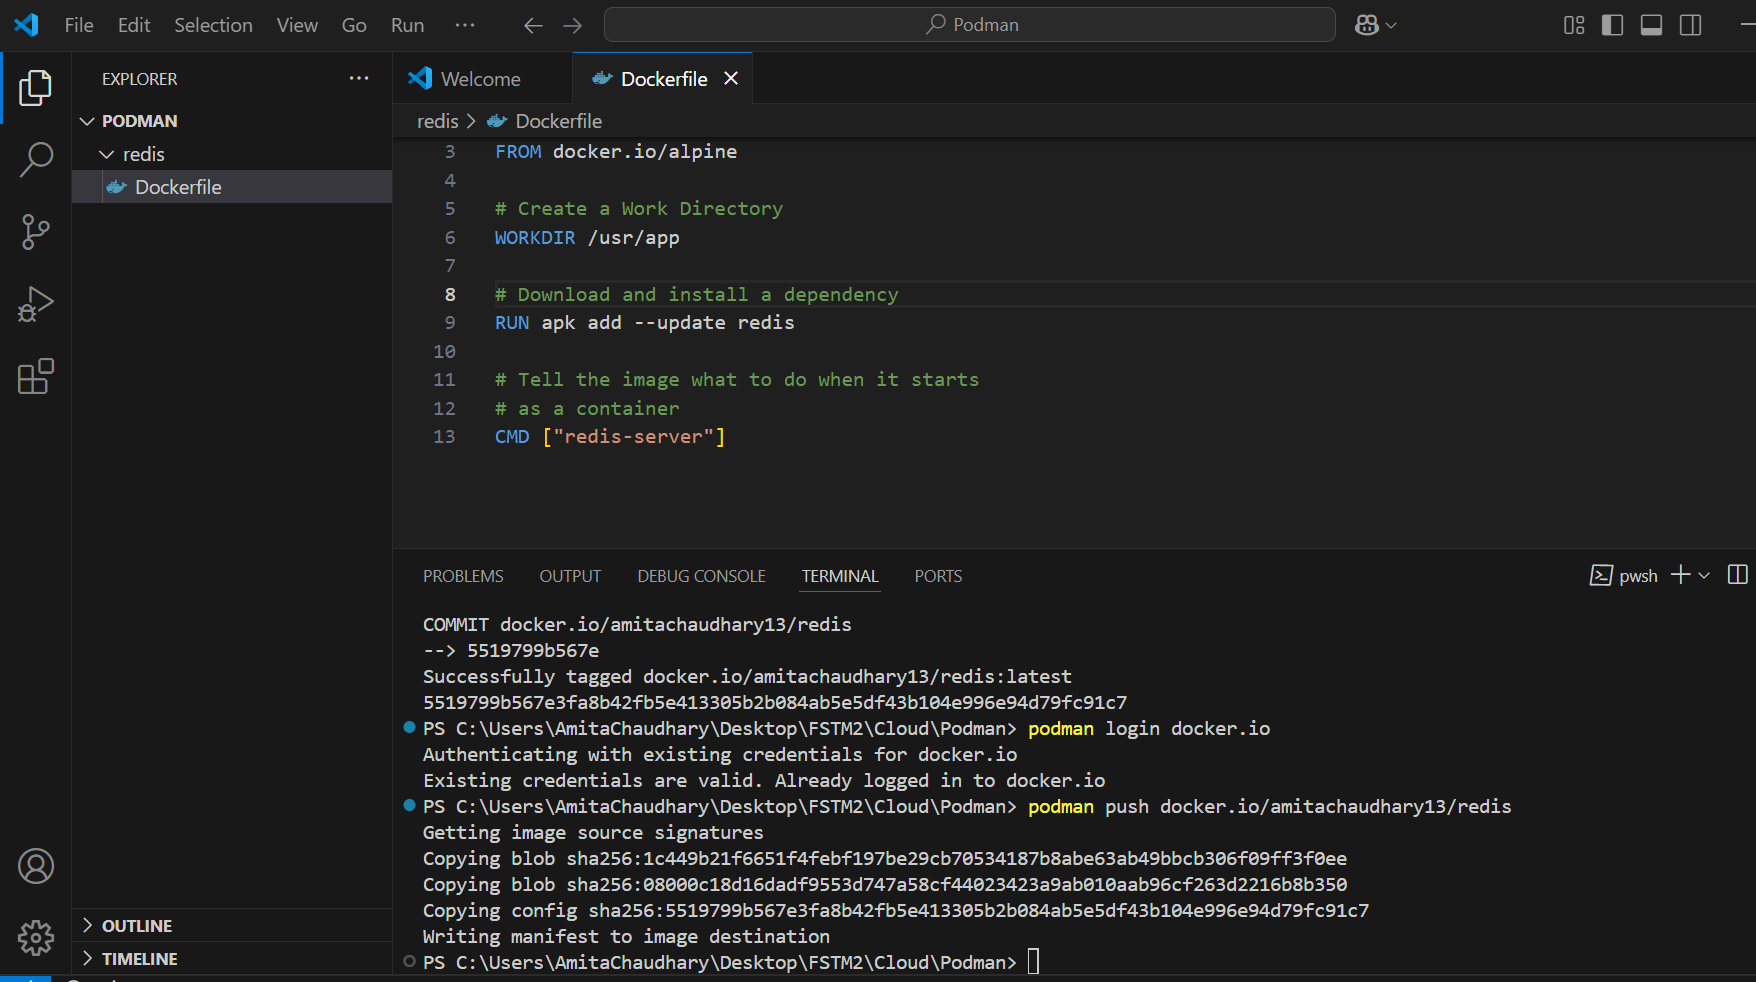 File Edit Selection View Go Run ···
Podman
EXPLORER ···
PODMAN
redis
Dockerfile
OUTLINE
TIMELINE
Welcome Dockerfile
redis > Dockerfile
3 FROM docker.io/alpine
4
5 # Create a Work Directory
6 WORKDIR /usr/app
7
8 # Download and install a dependency
9 RUN apk add --update redis
10
11 # Tell the image what to do when it starts
12 # as a container
13 CMD ["redis-server"]
PROBLEMS OUTPUT DEBUG CONSOLE TERMINAL PORTS pwsh
COMMIT docker.io/amitachaudhary13/redis
--> 5519799b567e
Successfully tagged docker.io/amitachaudhary13/redis:latest
5519799b567e3fa8b42fb5e413305b2b084ab5e5df43b104e996e94d79fc91c7
PS C:\Users\AmitaChaudhary\Desktop\FSTM2\Cloud\Podman> podman login docker.io
Authenticating with existing credentials for docker.io
Existing credentials are valid. Already logged in to docker.io
PS C:\Users\AmitaChaudhary\Desktop\FSTM2\Cloud\Podman> podman push docker.io/amitachaudhary13/redis
Getting image source signatures
Copying blob sha256:1c449b21f6651f4febf197be29cb70534187b8abe63ab49bbcb306f09ff3f0ee
Copying blob sha256:08000c18d16dadf9553d747a58cf44023423a9ab010aab96cf263d2216b8b350
Copying config sha256:5519799b567e3fa8b42fb5e413305b2b084ab5e5df43b104e996e94d79fc91c7
Writing manifest to image destination
PS C:\Users\AmitaChaudhary\Desktop\FSTM2\Cloud\Podman>